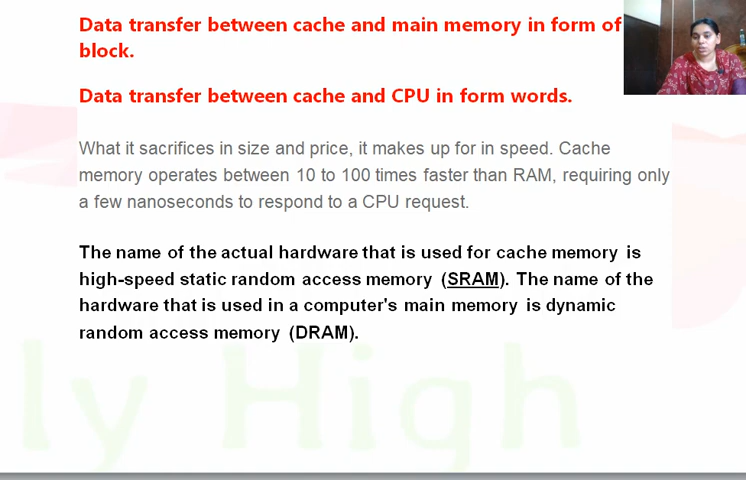 Data transfer between cache and main memory in form of
block.
Data transfer between cache and CPU in form words.
What it sacrifices in size and price, it makes up for in speed. Cache
memory operates between 10 to 100 times faster than RAM, requiring only
a few nanoseconds to respond to a CPU request.
The name of the actual hardware that is used for cache memory is
high-speed static random access memory (SRAM). The name of the
hardware that is used in a computer's main memory is dynamic
random access memory (DRAM).
ly High